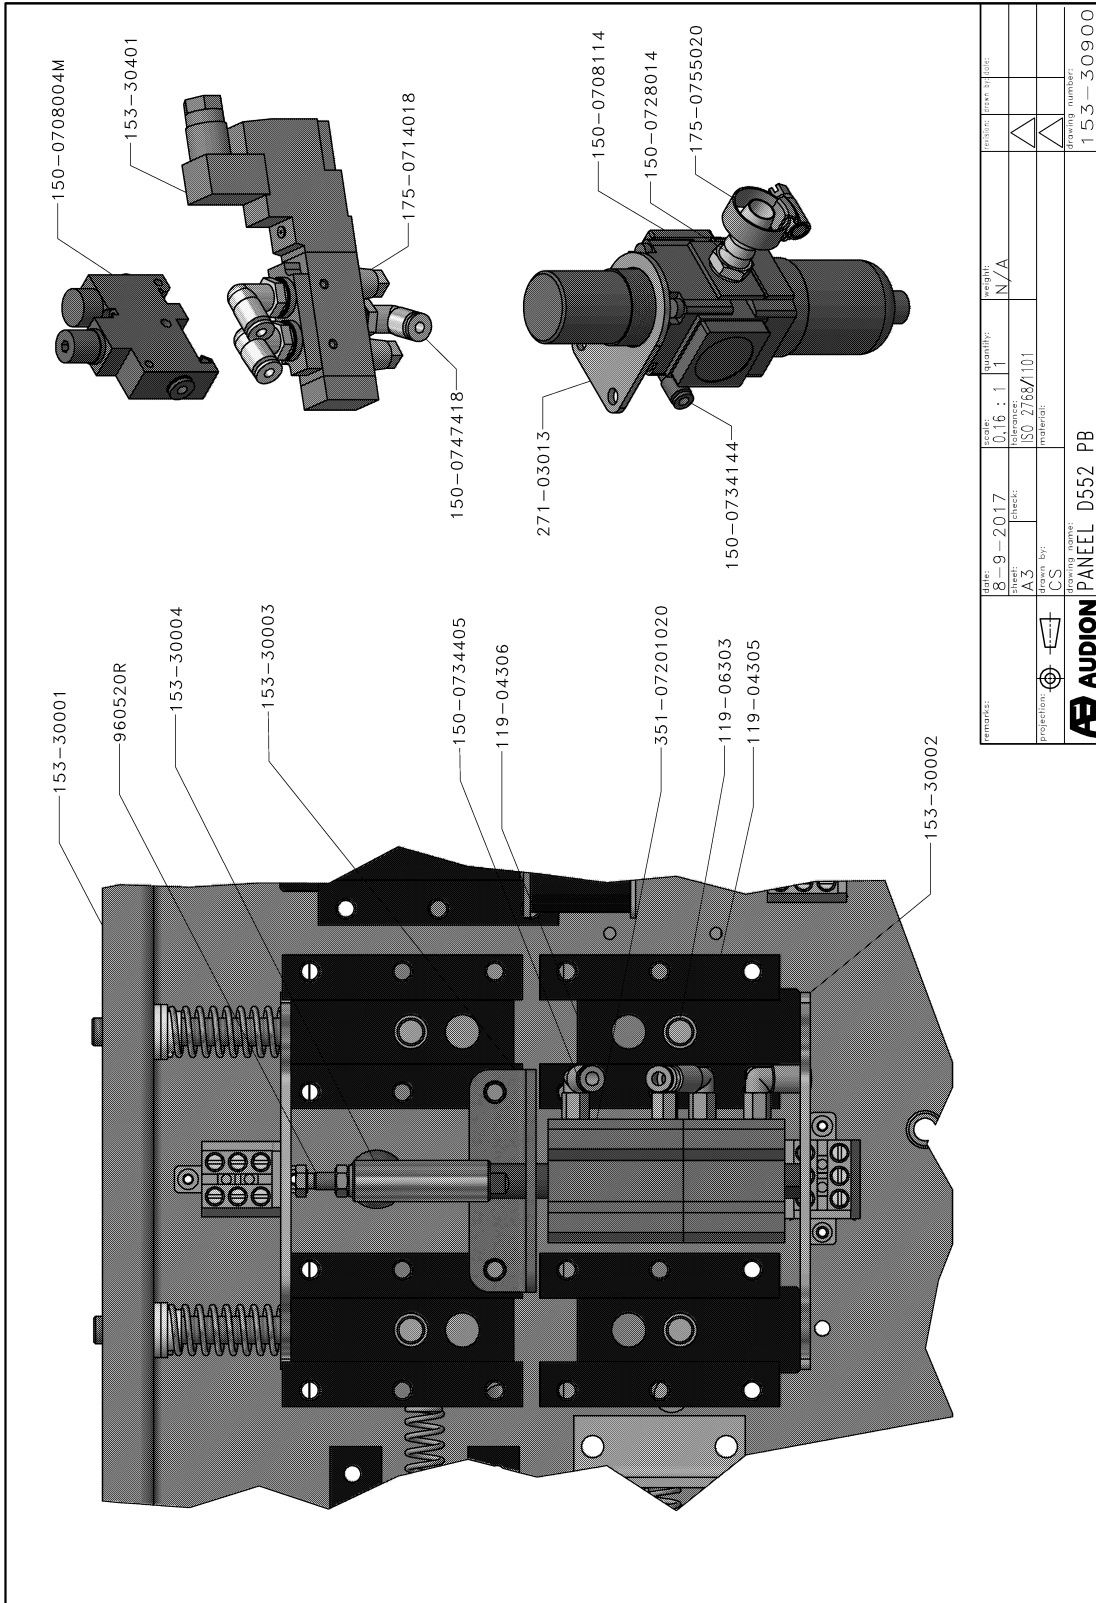 150-0708004M
153-30401
175-0714018
150-0747418
150-0708114
150-0728014
175-0755020
271-03013
150-0734144
153-30001
960520R
153-30004
153-30003
150-0734405
119-04306
351-07201020
119-06303
119-04305
153-30002
remarks:
date:
8-9-2017
scale:
0,16 : 1
quantity:
1
weight:
N/A
revision:
drawn by:
date:
sheet:
A3
check:
tolerance:
ISO 2768/1101
projection:
drawn by:
CS
material:
AUDION
drawing name:
PANEEL D552 PB
drawing number:
153-30900